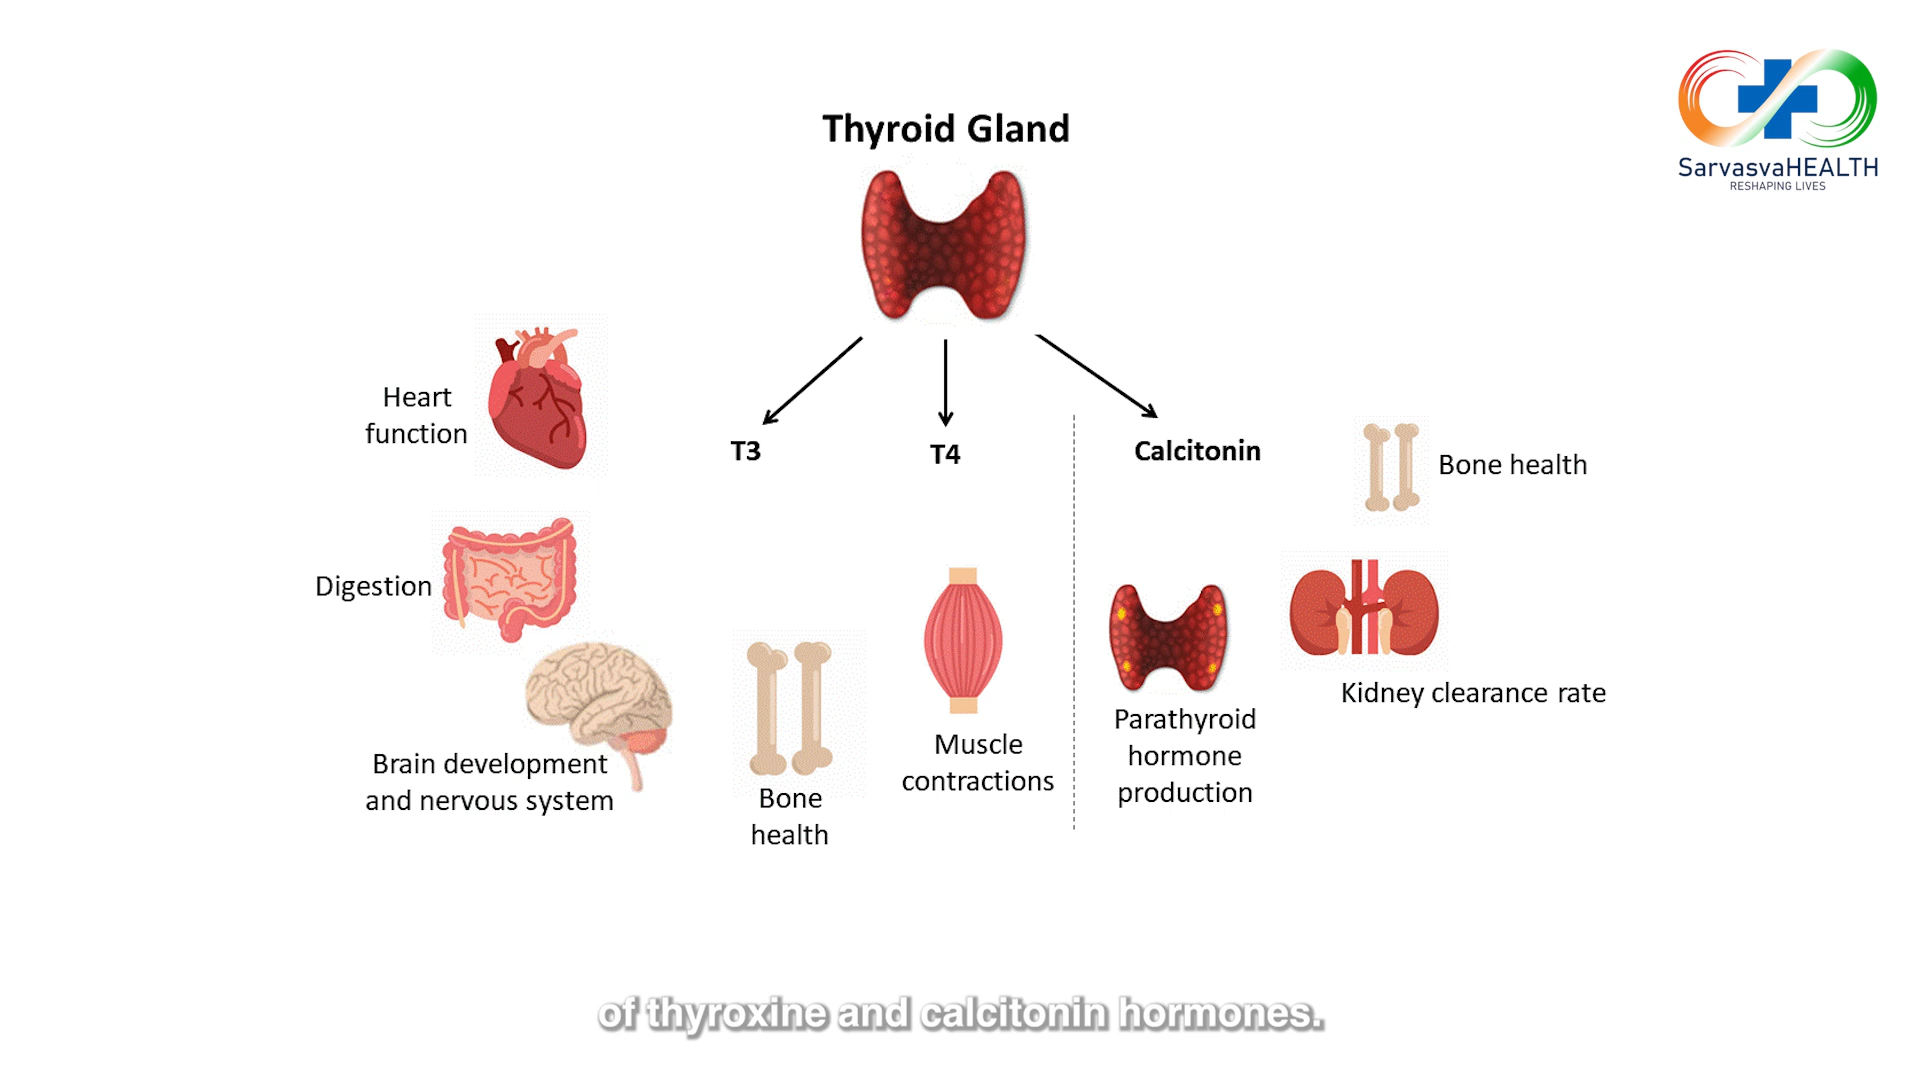 SarvasvaHEALTH
RESHAPING LIVES
Thyroid Gland
T3
T4
Calcitonin
Heart
function
Digestion
Brain development
and nervous system
Bone
health
Muscle
contractions
Parathyroid
hormone
production
Bone health
Kidney clearance rate
of thyroxine and calcitonin hormones.